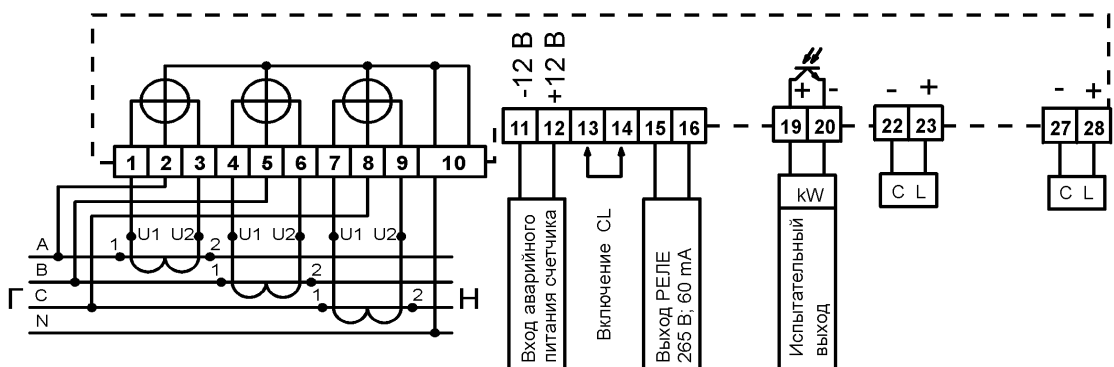 -12 В
+12 В
+ -
- +
- +
1 2 3 4 5 6 7 8 9 10
11 12 13 14 15 16
19 20
22 23
27 28
kW
C L
C L
U1 U2 U1 U2 U1 U2
A 1 2
B 1 2
C 1 2
N
Г
Н
Вход аварийного
питания счетчика
Включение CL
Выход РЕЛЕ
265 В; 60 mA
Испытательный
выход